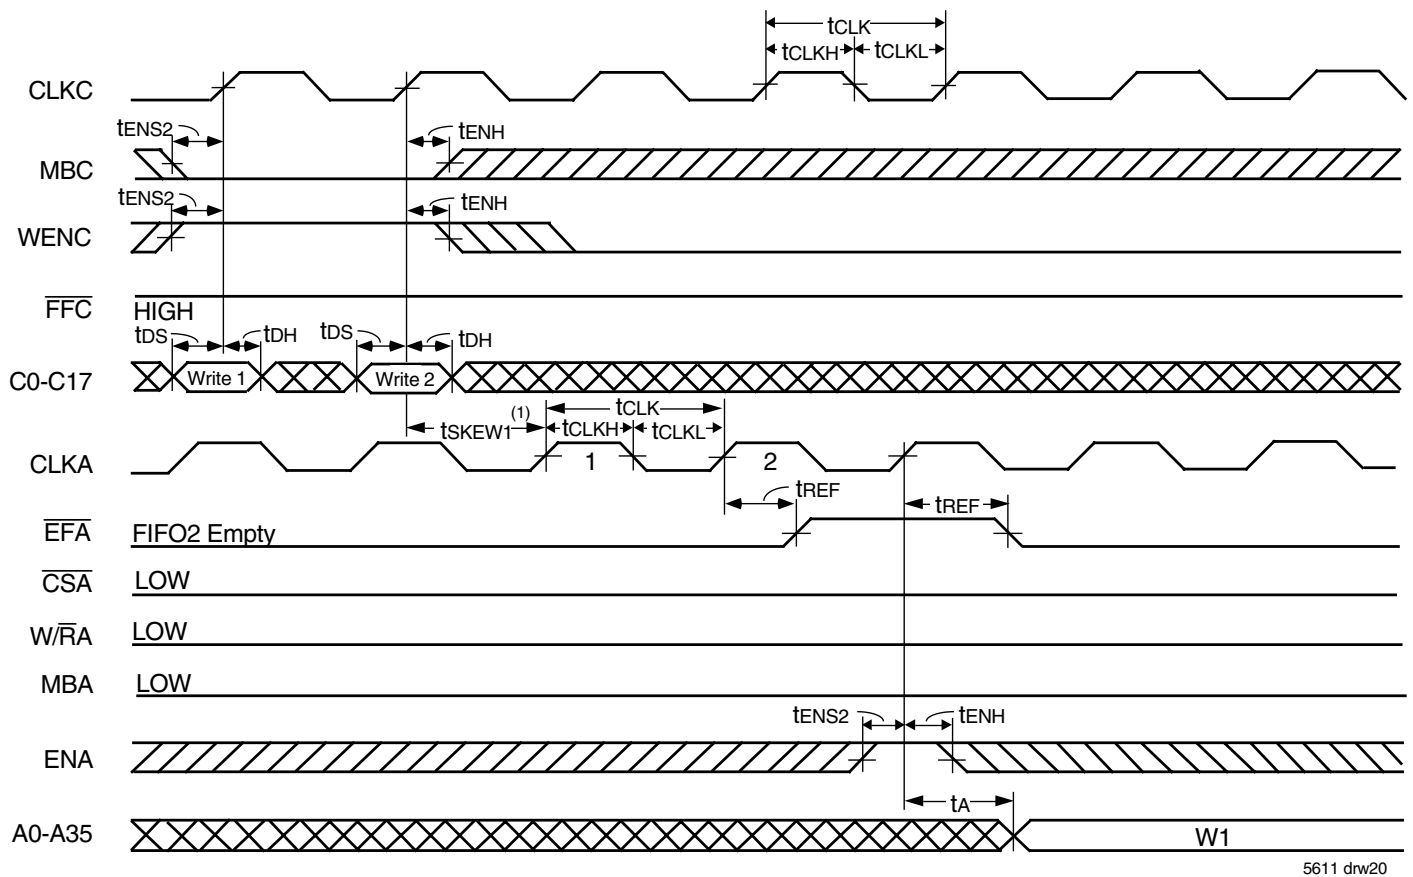 tCLK
tCLKH tCLKL
CLKC
tENS2 tENH
MBC
tENS2 tENH
WENC
FFC HIGH
tDS tDH tDS tDH
C0-C17 Write 1 Write 2
tSKEW1(1) tCLK
tCLKH tCLKL
CLKA 1 2
tREF tREF
EFA FIFO2 Empty
CSA LOW
W/RA LOW
MBA LOW
tENS2 tENH
ENA
tA
A0-A35 W1
5611 drw20